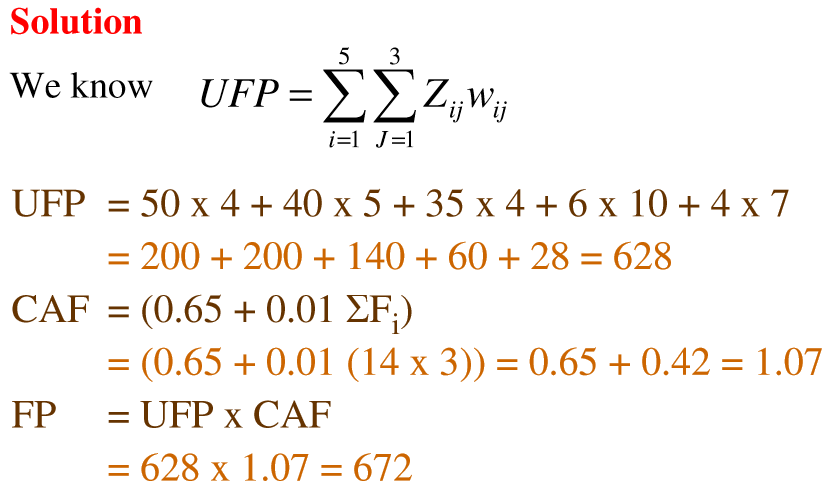 Solution
We know UFP = \sum_{i=1}^{5} \sum_{J=1}^{3} Z_{ij} w_{ij}
UFP = 50 x 4 + 40 x 5 + 35 x 4 + 6 x 10 + 4 x 7
= 200 + 200 + 140 + 60 + 28 = 628
CAF = (0.65 + 0.01 ΣF_i)
= (0.65 + 0.01 (14 x 3)) = 0.65 + 0.42 = 1.07
FP = UFP x CAF
= 628 x 1.07 = 672